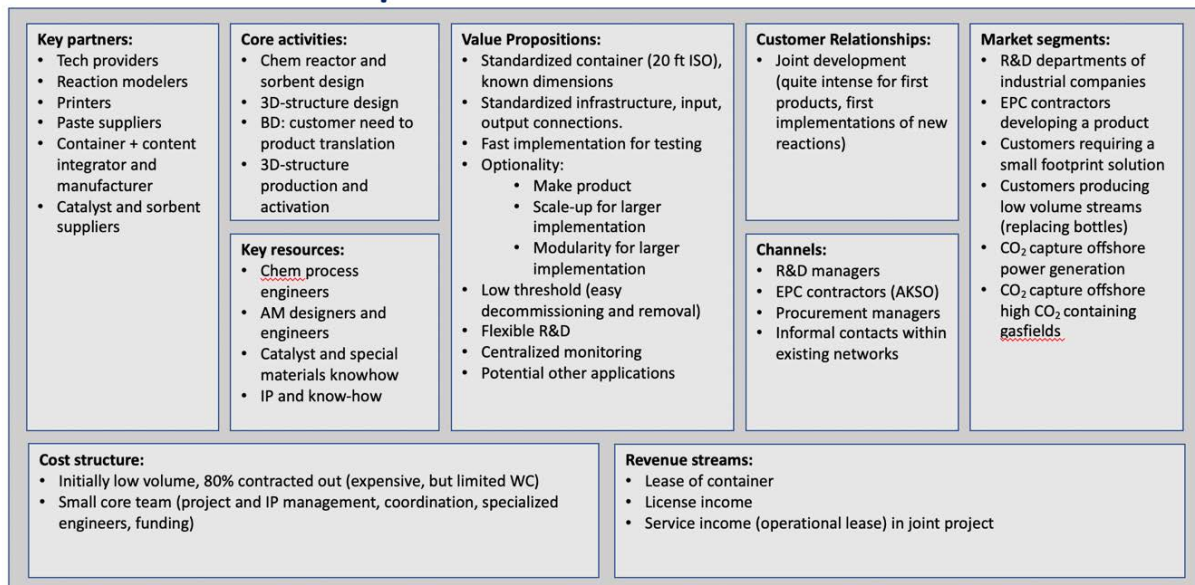 Key partners:
• Tech providers
• Reaction modelers
• Printers
• Paste suppliers
• Container + content
integrator and
manufacturer
• Catalyst and sorbent
suppliers
Core activities:
• Chem reactor and
sorbent design
• 3D-structure design
• BD: customer need to
product translation
• 3D-structure
production and
activation
Key resources:
• Chem process
engineers
• AM designers and
engineers
• Catalyst and special
materials knowhow
• IP and know-how
Value Propositions:
• Standardized container (20 ft ISO),
known dimensions
• Standardized infrastructure, input,
output connections.
• Fast implementation for testing
• Optionality:
• Make product
• Scale-up for larger
implementation
• Modularity for larger
implementation
• Low threshold (easy
decommissioning and removal)
• Flexible R&D
• Centralized monitoring
• Potential other applications
Customer Relationships:
• Joint development
(quite intense for first
products, first
implementations of new
reactions)
Channels:
• R&D managers
• EPC contractors (AKSO)
• Procurement managers
• Informal contacts within
existing networks
Market segments:
• R&D departments of
industrial companies
• EPC contractors
developing a product
• Customers requiring a
small footprint solution
• Customers producing
low volume streams
(replacing bottles)
• CO₂ capture offshore
power generation
• CO₂ capture offshore
high CO₂ containing
gasfields
Cost structure:
• Initially low volume, 80% contracted out (expensive, but limited WC)
• Small core team (project and IP management, coordination, specialized
engineers, funding)
Revenue streams:
• Lease of container
• License income
• Service income (operational lease) in joint project